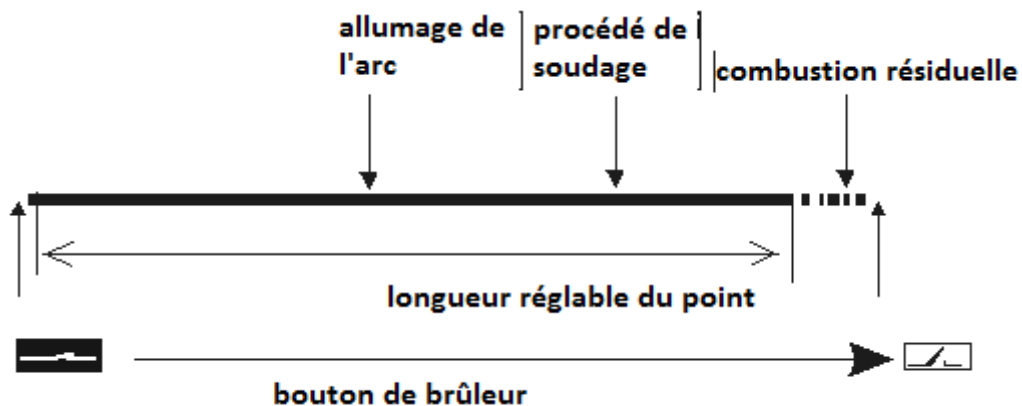 allumage de
l'arc
procédé de
soudage
combustion résiduelle
longueur réglable du point
bouton de brûleur